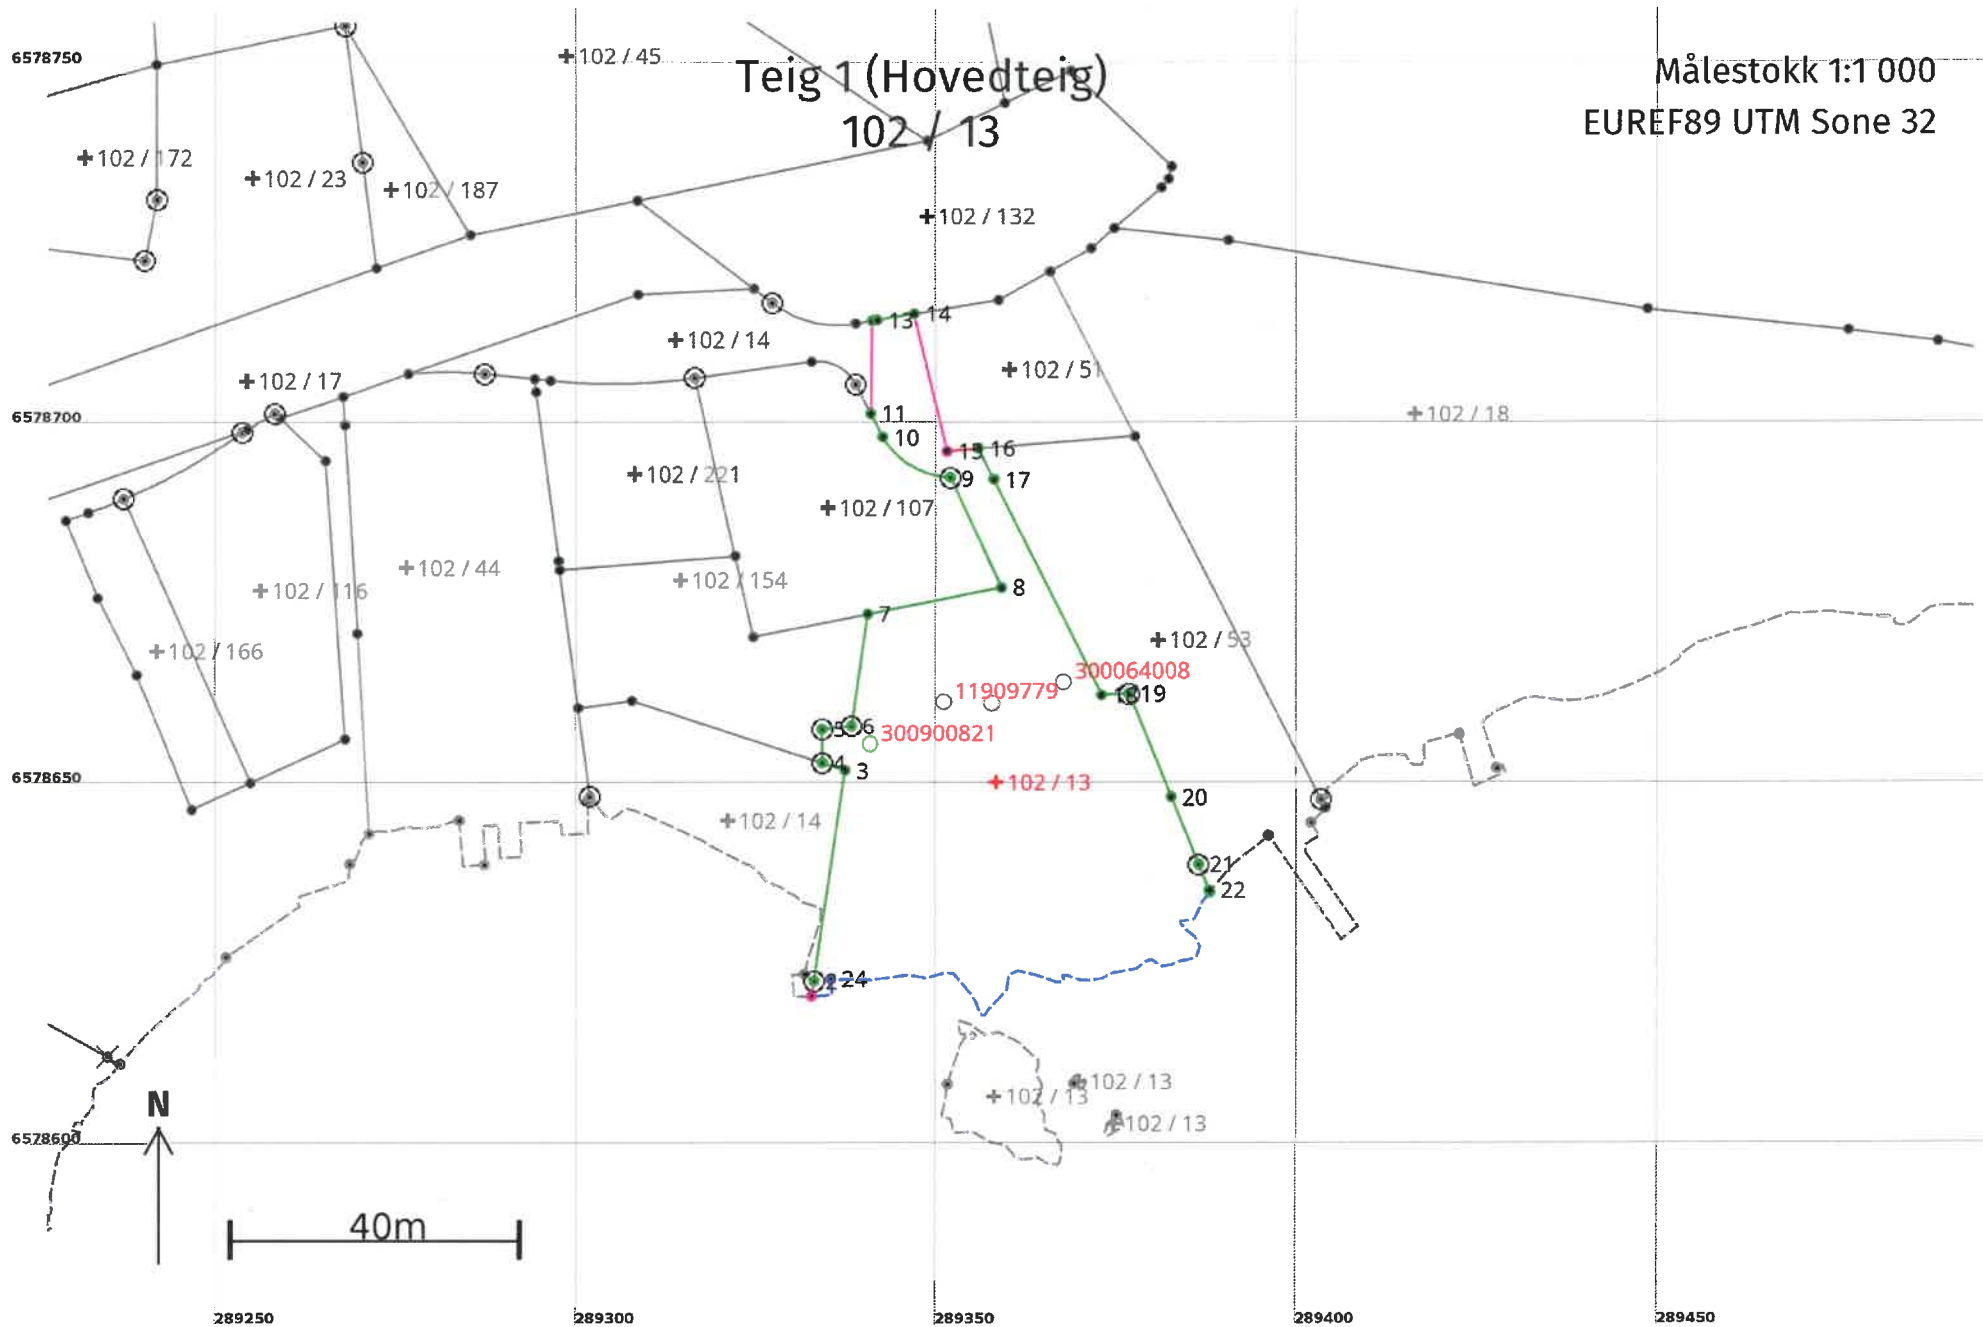 6578750
+102 / 45
Teig 1 (Hovedteig)
102 / 13
Målestokk 1:1 000
EUREF89 UTM Sone 32
+102 / 172
+102 / 23
+102 / 187
+102 / 132
13
14
+102 / 14
+102 / 17
+102 / 51
6578700
11
+102 / 18
10
15
16
+102 / 221
9
17
+102 / 107
+102 / 44
+102 / 154
8
+102 / 116
7
+102 / 166
+102 / 53
300064008
11909779
19
5
6
300900821
4
3
6578650
+102 / 13
20
+102 / 14
21
22
24
+102 / 13
+102 / 13
+102 / 13
N
6578600
40m
289250
289300
289350
289400
289450